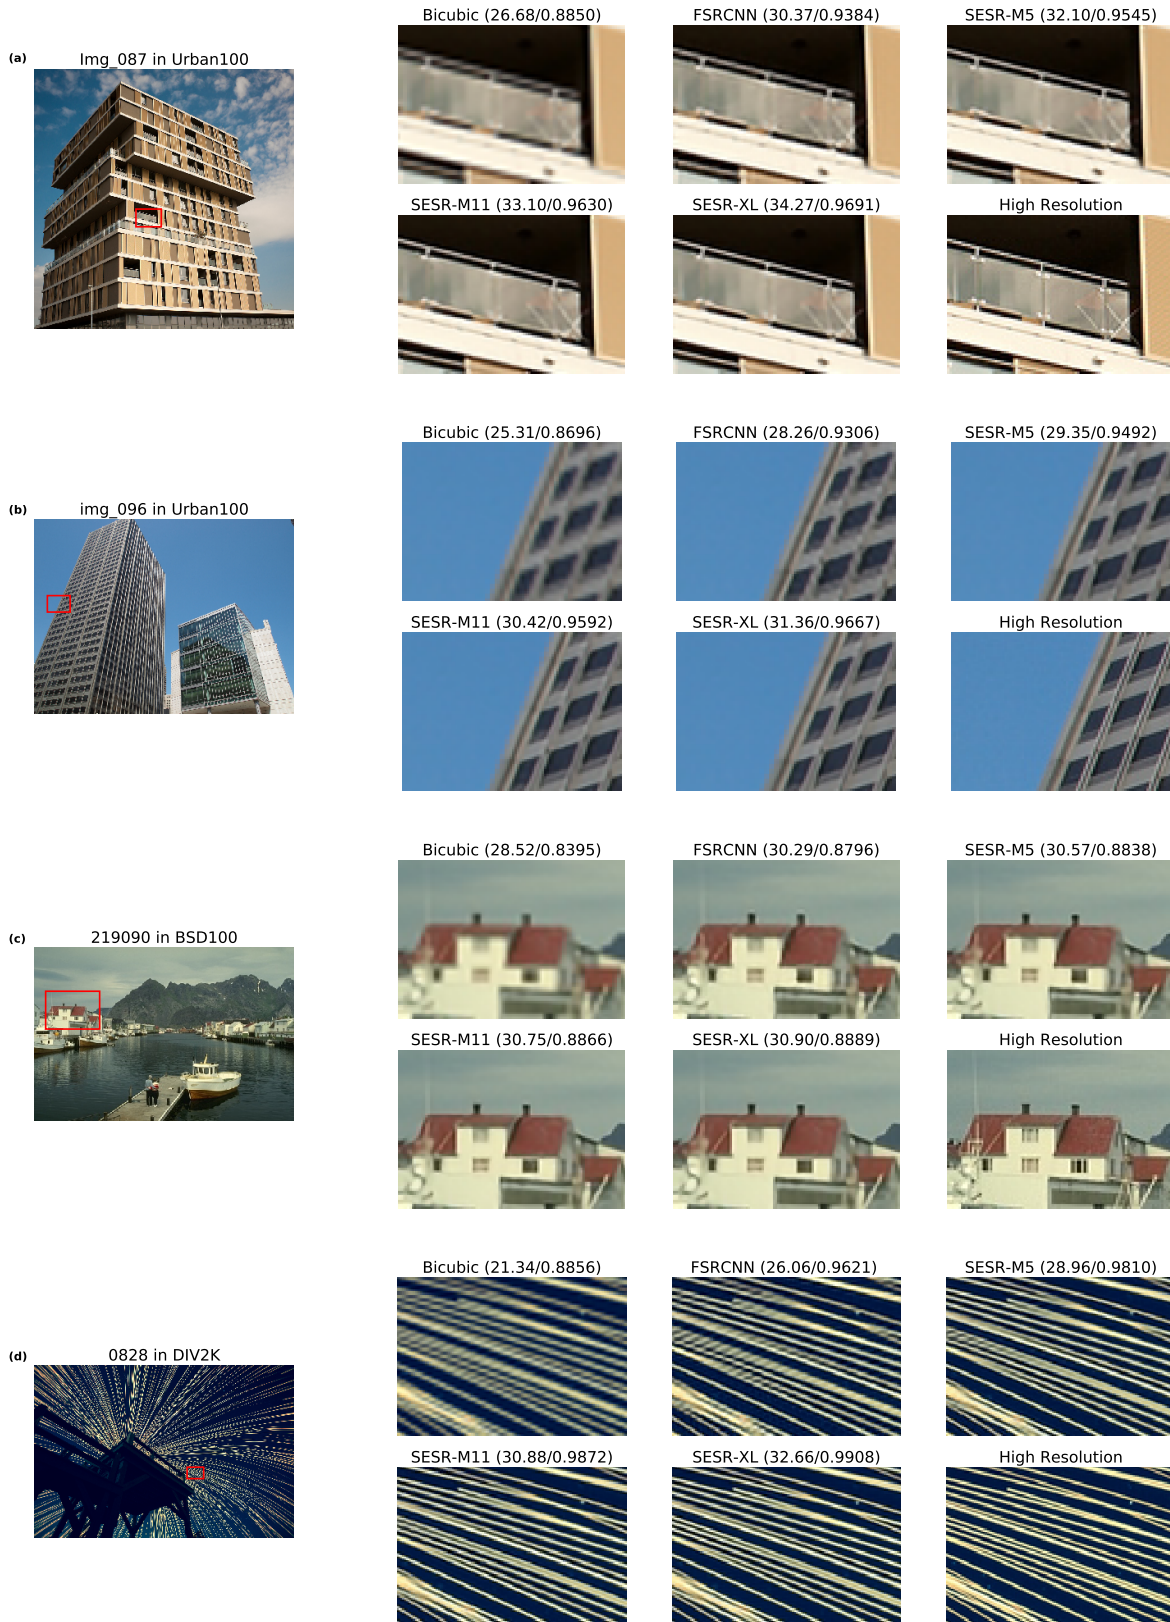 (a)
Img_087 in Urban100
Bicubic (26.68/0.8850)
FSRCNN (30.37/0.9384)
SESR-M5 (32.10/0.9545)
SESR-M11 (33.10/0.9630)
SESR-XL (34.27/0.9691)
High Resolution
(b)
img_096 in Urban100
Bicubic (25.31/0.8696)
FSRCNN (28.26/0.9306)
SESR-M5 (29.35/0.9492)
SESR-M11 (30.42/0.9592)
SESR-XL (31.36/0.9667)
High Resolution
(c)
219090 in BSD100
Bicubic (28.52/0.8395)
FSRCNN (30.29/0.8796)
SESR-M5 (30.57/0.8838)
SESR-M11 (30.75/0.8866)
SESR-XL (30.90/0.8889)
High Resolution
(d)
0828 in DIV2K
Bicubic (21.34/0.8856)
FSRCNN (26.06/0.9621)
SESR-M5 (28.96/0.9810)
SESR-M11 (30.88/0.9872)
SESR-XL (32.66/0.9908)
High Resolution